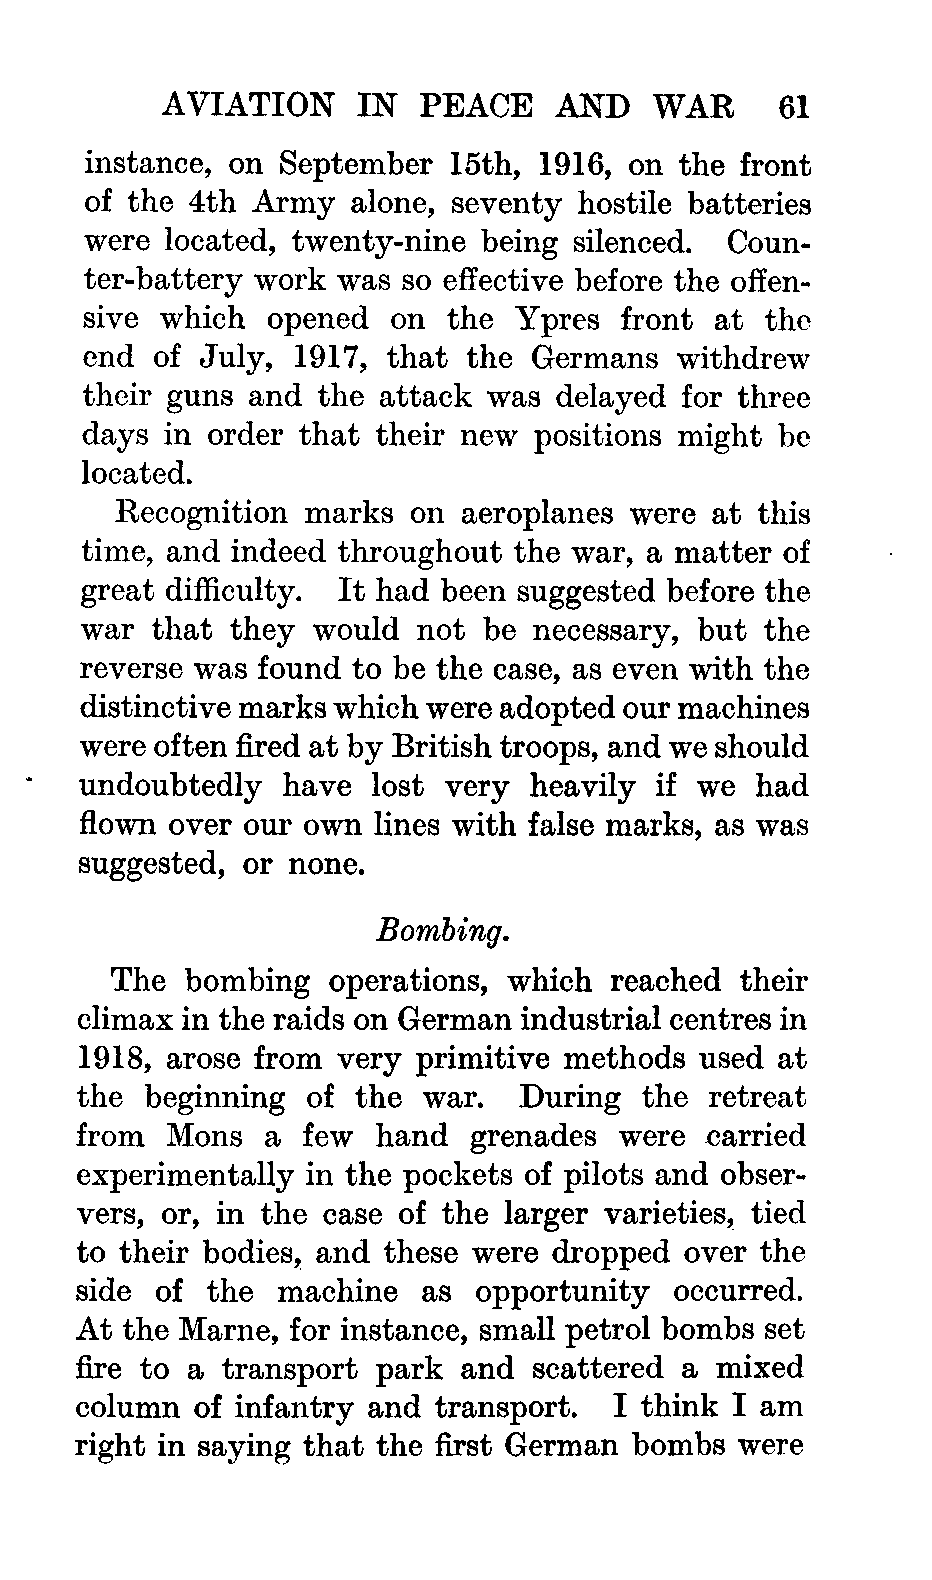 AVIATION IN PEACE AND WAR 61
instance, on September 15th, 1916, on the front
of the 4th Army alone, seventy hostile batteries
were located, twenty-nine being silenced. Coun-
ter-battery work was so effective before the offen-
sive which opened on the Ypres front at the
end of July, 1917, that the Germans withdrew
their guns and the attack was delayed for three
days in order that their new positions might be
located.
Recognition marks on aeroplanes were at this
time, and indeed throughout the war, a matter of
great difficulty. It had been suggested before the
war that they would not be necessary, but the
reverse was found to be the case, as even with the
distinctive marks which were adopted our machines
were often fired at by British troops, and we should
undoubtedly have lost very heavily if we had
flown over our own lines with false marks, as was
suggested, or none.
Bombing.
The bombing operations, which reached their
climax in the raids on German industrial centres in
1918, arose from very primitive methods used at
the beginning of the war. During the retreat
from Mons a few hand grenades were carried
experimentally in the pockets of pilots and obser-
vers, or, in the case of the larger varieties, tied
to their bodies, and these were dropped over the
side of the machine as opportunity occurred.
At the Marne, for instance, small petrol bombs set
fire to a transport park and scattered a mixed
column of infantry and transport. I think I am
right in saying that the first German bombs were